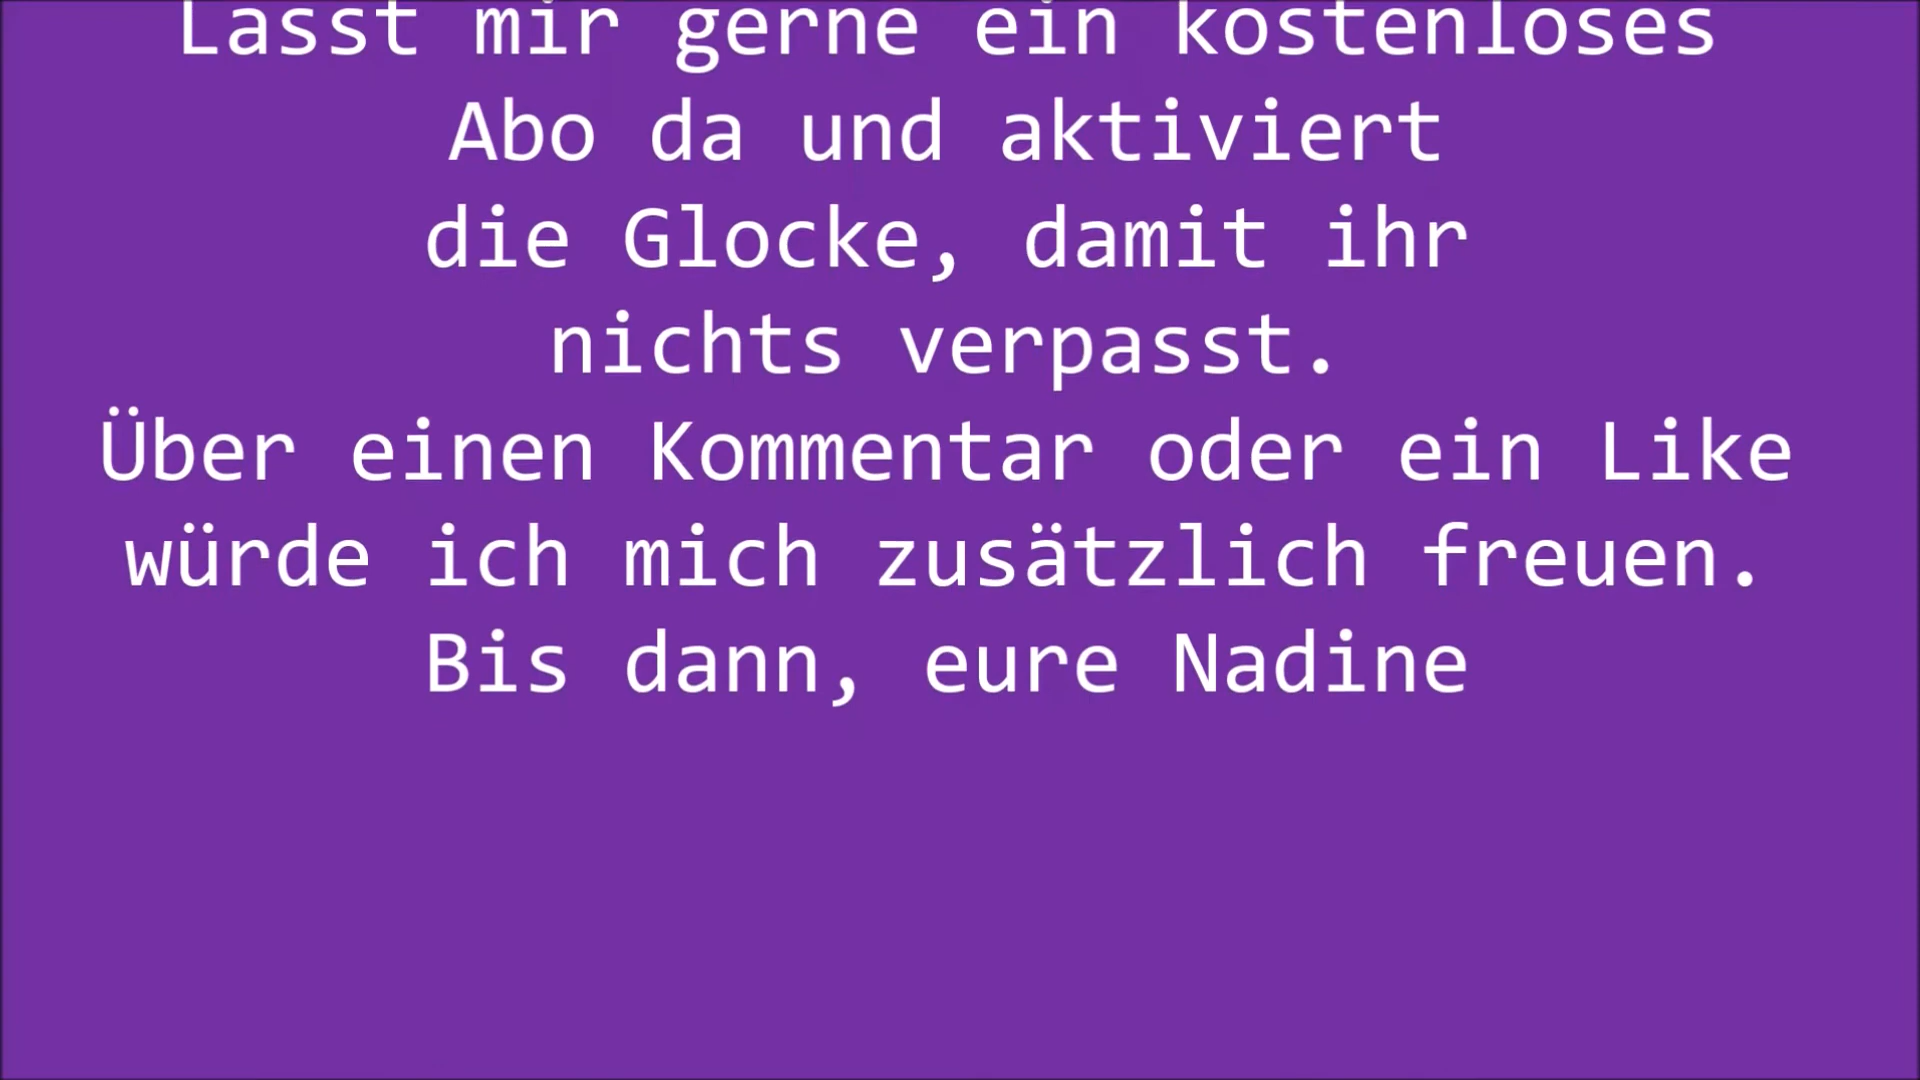 Lasst mir gerne ein kostenloses
Abo da und aktiviert
die Glocke, damit ihr
nichts verpasst.
Über einen Kommentar oder ein Like
würde ich mich zusätzlich freuen.
Bis dann, eure Nadine